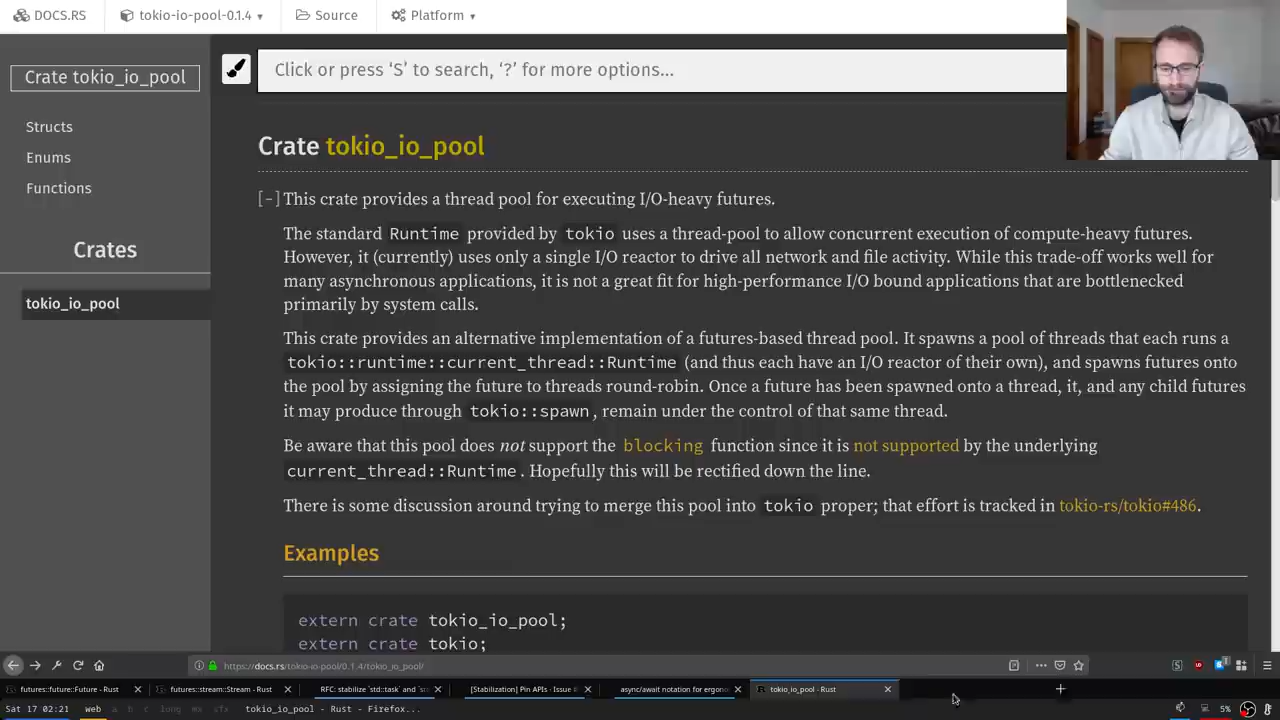 DOCS.RS
tokio-io-pool-0.1.4
Source
Platform
Crate tokio_io_pool
Structs
Enums
Functions
Crates
tokio_io_pool
Click or press ‘S’ to search, ‘?’ for more options…
Crate tokio_io_pool
[-] This crate provides a thread pool for executing I/O-heavy futures.
The standard Runtime provided by tokio uses a thread-pool to allow concurrent execution of compute-heavy futures.
However, it (currently) uses only a single I/O reactor to drive all network and file activity. While this trade-off works well for
many asynchronous applications, it is not a great fit for high-performance I/O bound applications that are bottlenecked
primarily by system calls.
This crate provides an alternative implementation of a futures-based thread pool. It spawns a pool of threads that each runs a
tokio::runtime::current_thread::Runtime (and thus each have an I/O reactor of their own), and spawns futures onto
the pool by assigning the future to threads round-robin. Once a future has been spawned onto a thread, it, and any child futures
it may produce through tokio::spawn, remain under the control of that same thread.
Be aware that this pool does not support the blocking function since it is not supported by the underlying
current_thread::Runtime. Hopefully this will be rectified down the line.
There is some discussion around trying to merge this pool into tokio proper; that effort is tracked in tokio-rs/tokio#486.
Examples
extern crate tokio_io_pool;
extern crate tokio;
https://docs.rs/tokio-io-pool/0.1.4/tokio_io_pool/
futures::future::Future - Rust
futures::stream::Stream - Rust
RFC: stabilize `std::task` and `s
[Stabilization] Pin APIs · Issue
async/await notation for ergono
tokio_io_pool - Rust
Sat 17 02:21 web a h c lung mx sfx tokio_io_pool - Rust - Firefox... 5%